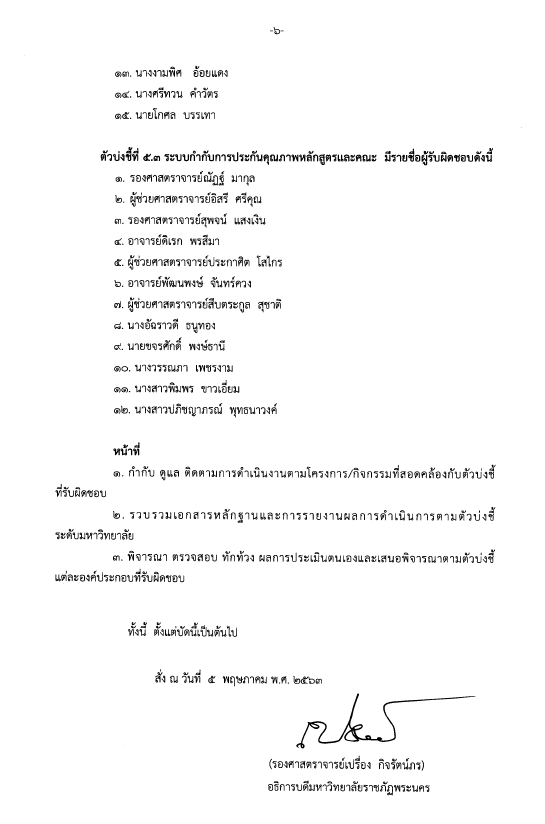 -๖-
๑๓. นางงามพิศ อ้อยแดง
๑๔. นางศรีทวน คำวัตร
๑๕. นายโกศล บรรเทา
ตัวบ่งชี้ที่ ๕.๓ ระบบกำกับการประกันคุณภาพหลักสูตรและคณะ มีรายชื่อผู้รับผิดชอบดังนี้
๑. รองศาสตราจารย์ณัฏฐ์ มากุล
๒. ผู้ช่วยศาสตราจารย์อิสรี ศรีคุณ
๓. รองศาสตราจารย์สุพจน์ แสงเงิน
๔. อาจารย์ดิเรก พรสีมา
๕. ผู้ช่วยศาสตราจารย์ประกาศิต โสไกร
๖. อาจารย์พัฒนพงษ์ จันทร์ควง
๗. ผู้ช่วยศาสตราจารย์สืบตระกูล สุชาติ
๘. นางอัฉราวดี ธนูทอง
๙. นายขจรศักดิ์ พงษ์ธานี
๑๐. นางวรรณภา เพชรงาม
๑๑. นางสาวพิมพร ขาวเอี่ยม
๑๒. นางสาวปภิชญาภรณ์ พุทธนาวงค์
หน้าที่
๑. กำกับ ดูแล ติดตามการดำเนินงานตามโครงการ/กิจกรรมที่สอดคล้องกับตัวบ่งชี้
ที่รับผิดชอบ
๒. รวบรวมเอกสารหลักฐานและการรายงานผลการดำเนินการตามตัวบ่งชี้
ระดับมหาวิทยาลัย
๓. พิจารณา ตรวจสอบ ทักท้วง ผลการประเมินตนเองและเสนอพิจารณาตามตัวบ่งชี้
แต่ละองค์ประกอบที่รับผิดชอบ
ทั้งนี้ ตั้งแต่บัดนี้เป็นต้นไป
สั่ง ณ วันที่ ๕ พฤษภาคม พ.ศ. ๒๕๖๓
(รองศาสตราจารย์เปรื่อง กิจรัตน์ภร)
อธิการบดีมหาวิทยาลัยราชภัฏพระนคร